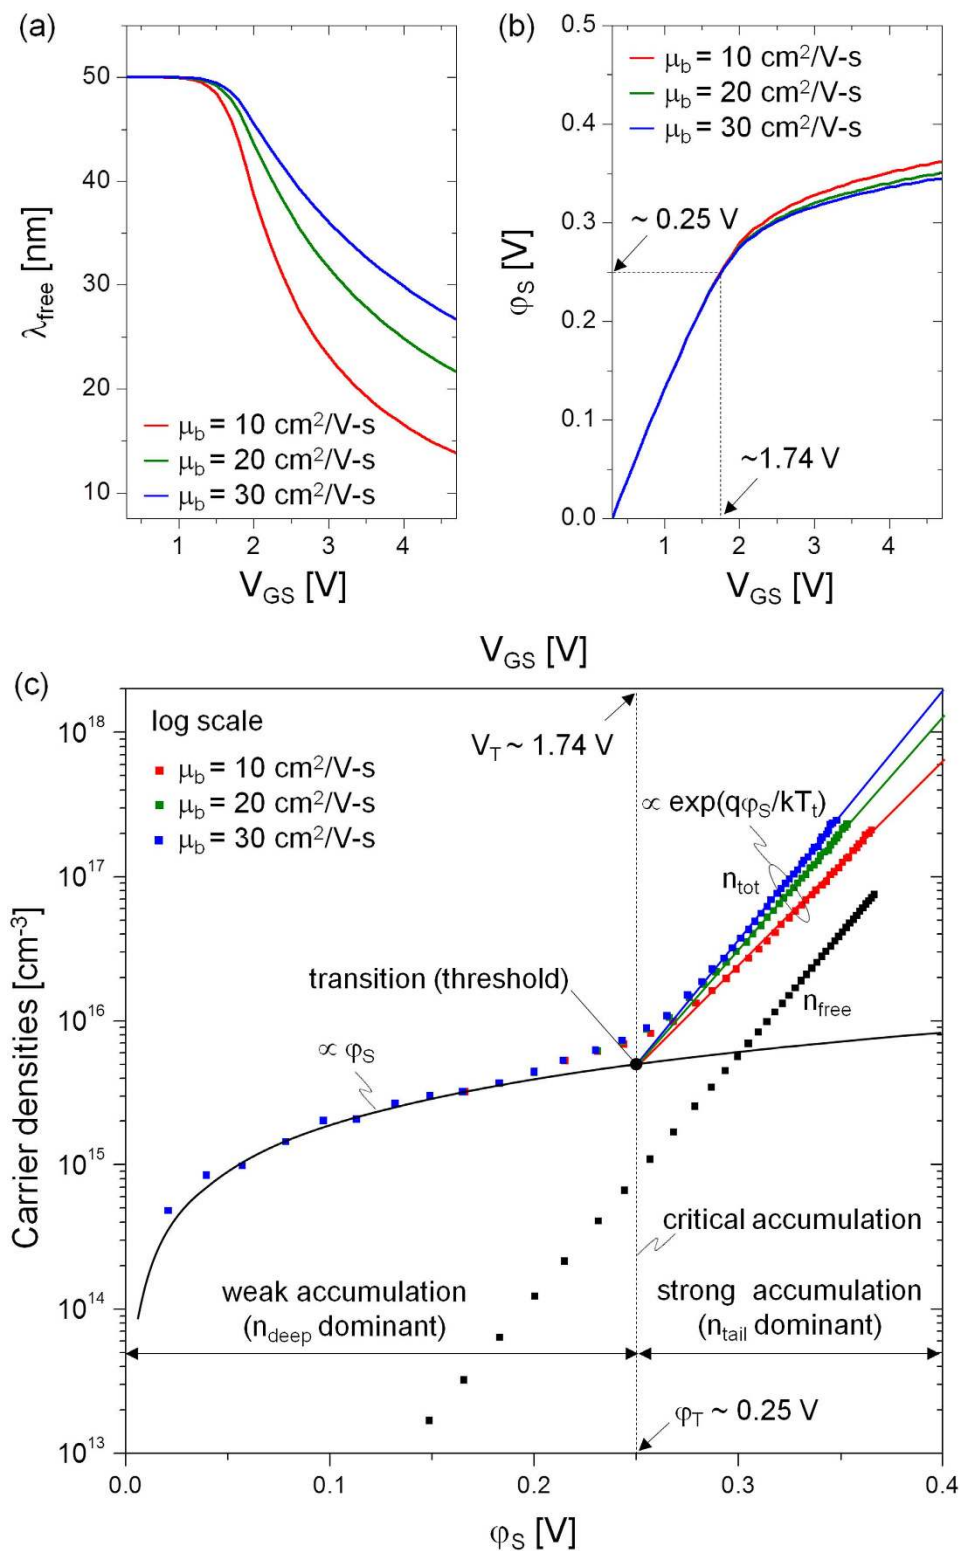 (a)
50
40
30
20
10
λfree [nm]
μb = 10 cm²/V-s
μb = 20 cm²/V-s
μb = 30 cm²/V-s
1 2 3 4
VGS [V]
(b)
0.5
0.4
0.3
0.2
0.1
0.0
φS [V]
μb = 10 cm²/V-s
μb = 20 cm²/V-s
μb = 30 cm²/V-s
~ 0.25 V
~1.74 V
1 2 3 4
VGS [V]
VGS [V]
(c)
10¹⁸
10¹⁷
10¹⁶
10¹⁵
10¹⁴
10¹³
Carrier densities [cm⁻³]
log scale
μb = 10 cm²/V-s
μb = 20 cm²/V-s
μb = 30 cm²/V-s
VT ~ 1.74 V
∝ exp(qφS/kTt)
ntot
nfree
transition (threshold)
∝ φS
critical accumulation
weak accumulation
(ndeep dominant)
strong accumulation
(ntail dominant)
φT ~ 0.25 V
0.0 0.1 0.2 0.3 0.4
φS [V]